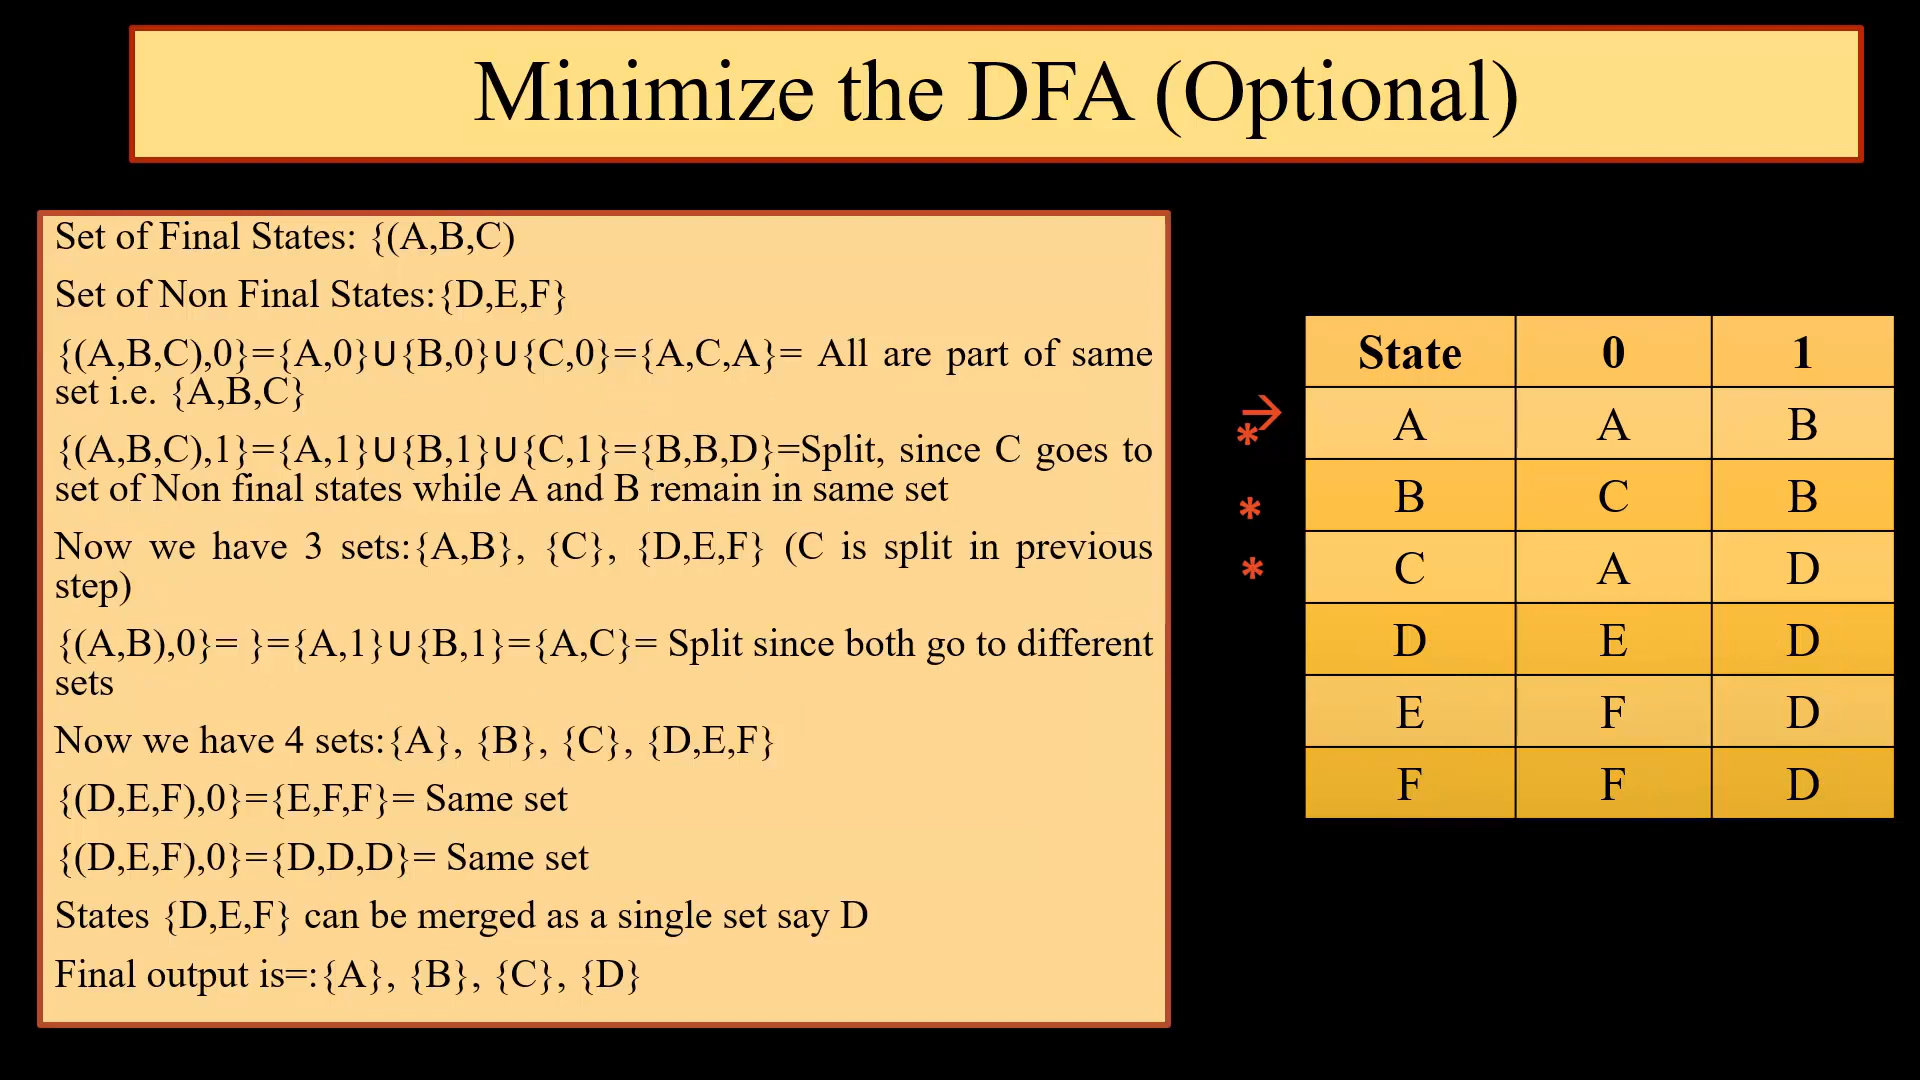 Minimize the DFA (Optional)
Set of Final States: {(A,B,C)
Set of Non Final States:{D,E,F}
{(A,B,C),0}={A,0}∪{B,0}∪{C,0}={A,C,A}= All are part of same
set i.e. {A,B,C}
{(A,B,C),1}={A,1}∪{B,1}∪{C,1}={B,B,D}=Split, since C goes to
set of Non final states while A and B remain in same set
Now we have 3 sets:{A,B}, {C}, {D,E,F} (C is split in previous
step)
{(A,B),0}= }={A,1}∪{B,1}={A,C}= Split since both go to different
sets
Now we have 4 sets:{A}, {B}, {C}, {D,E,F}
{(D,E,F),0}={E,F,F}= Same set
{(D,E,F),0}={D,D,D}= Same set
States {D,E,F} can be merged as a single set say D
Final output is=:{A}, {B}, {C}, {D}
State 0 1
→* A A B
* B C B
* C A D
D E D
E F D
F F D